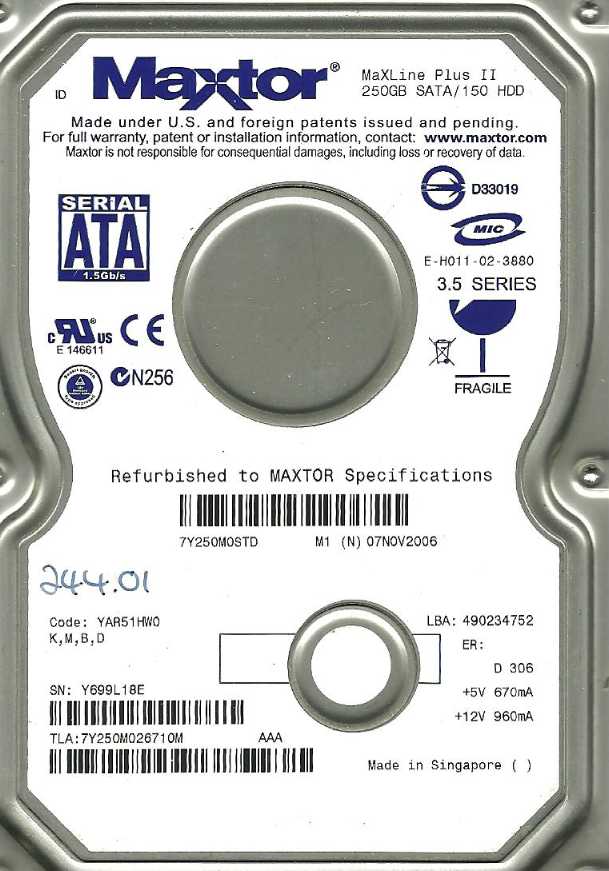 Maxtor®
MaXLine Plus II
ID
250GB SATA/150 HDD
Made under U.S. and foreign patents issued and pending.
For full warranty, patent or installation information, contact: www.maxtor.com
Maxtor is not responsible for consequential damages, including loss or recovery of data.
SERIAL
ATA
1.5Gb/s
D33019
MIC
E-H011-02-3880
3.5 SERIES
c RU® US CE
E 146611
N256
FRAGILE
Refurbished to MAXTOR Specifications
7Y250M0STD M1 (N) 07NOV2006
244.01
Code: YAR51HW0
K,M,B,D
LBA: 490234752
ER:
D 306
SN: Y699L18E
+5V 670mA
+12V 960mA
TLA:7Y250M026710M AAA
Made in Singapore ( )